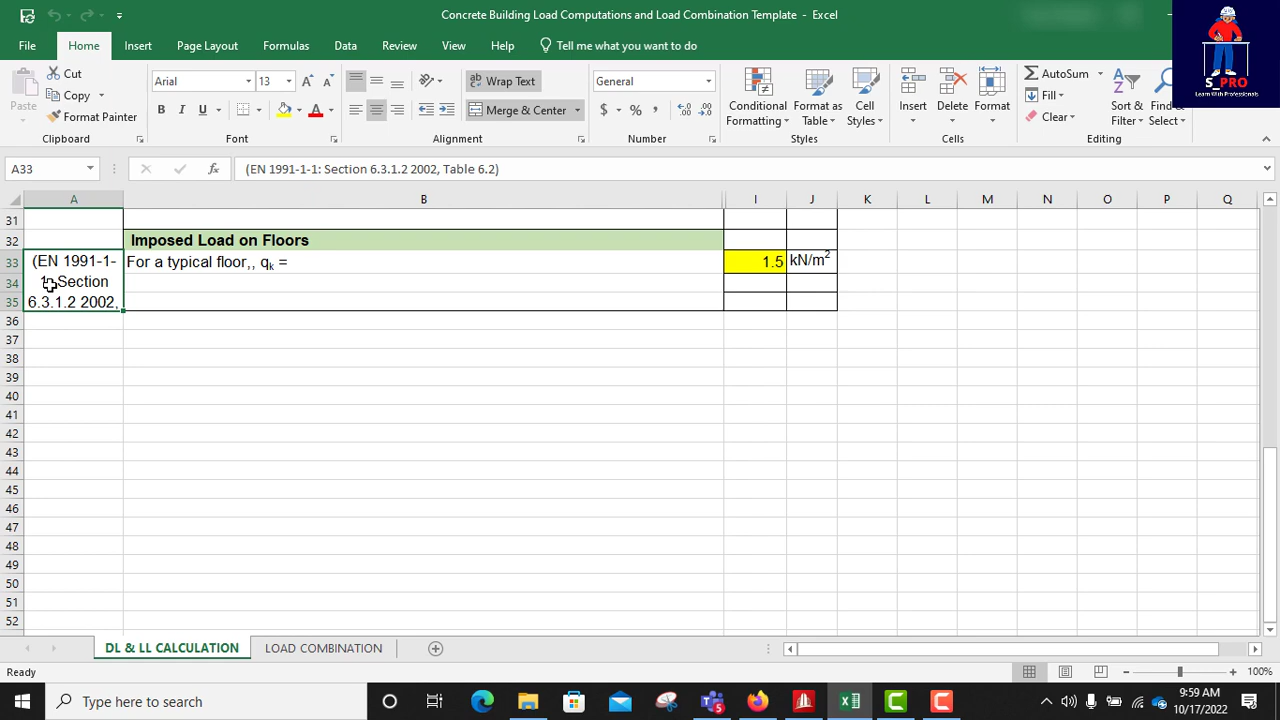 Concrete Building Load Computations and Load Combination Template - Excel
File Home Insert Page Layout Formulas Data Review View Help Tell me what you want to do
S_PRO
Learn With Professionals
Paste
Cut
Copy
Format Painter
Clipboard
Arial 13
B I U
Font
Wrap Text
Merge & Center
Alignment
General
$ % ,
Number
Conditional Formatting
Format as Table
Cell Styles
Styles
Insert Delete Format
Cells
AutoSum
Fill
Clear
Sort & Filter
Find & Select
Editing
A33 fx (EN 1991-1-1: Section 6.3.1.2 2002, Table 6.2)
A B I J K L M N O P Q
31
32 Imposed Load on Floors
33 (EN 1991-1- For a typical floor,, qk = 1.5 kN/m2
34 1: Section
35 6.3.1.2 2002,
36
37
38
39
40
41
42
43
44
45
46
47
48
49
50
51
52
DL & LL CALCULATION LOAD COMBINATION
Ready 100%
Type here to search
9:59 AM
10/17/2022